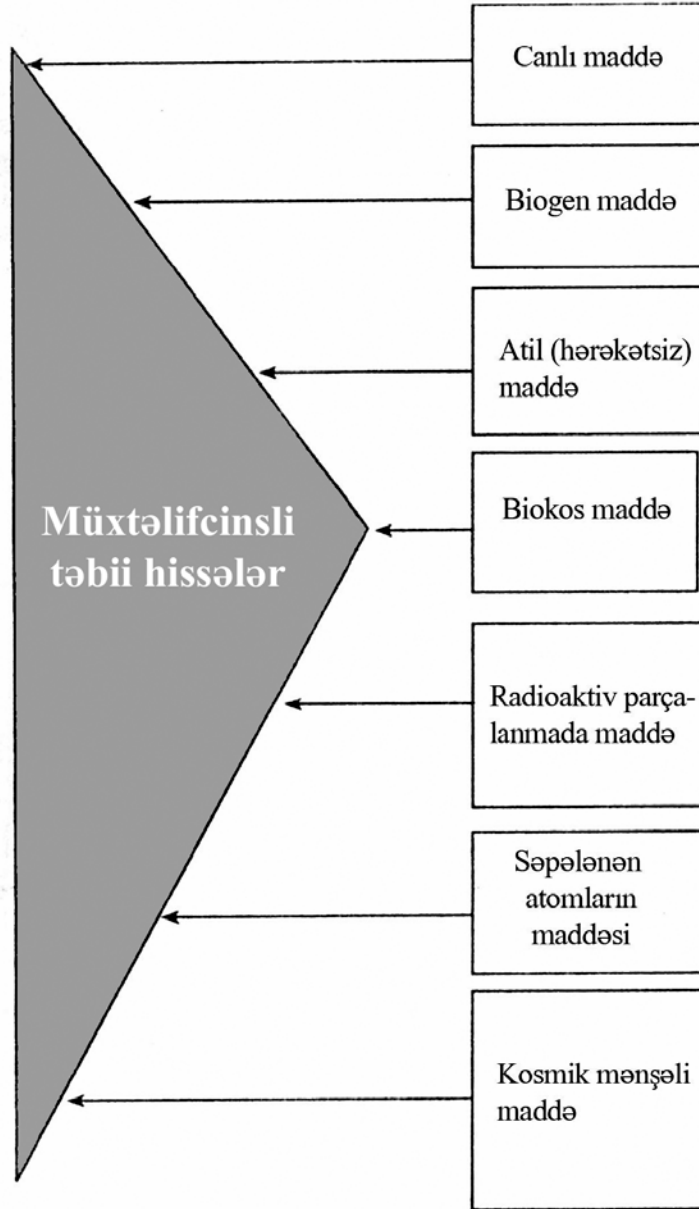 Canlı maddə
Biogen maddə
Atil (hərəkətsiz)
maddə
Müxtəlifcinsli
təbii hissələr
Biokos maddə
Radioaktiv parça-
lanmada maddə
Səpələnən
atomların
maddəsi
Kosmik mənşəli
maddə